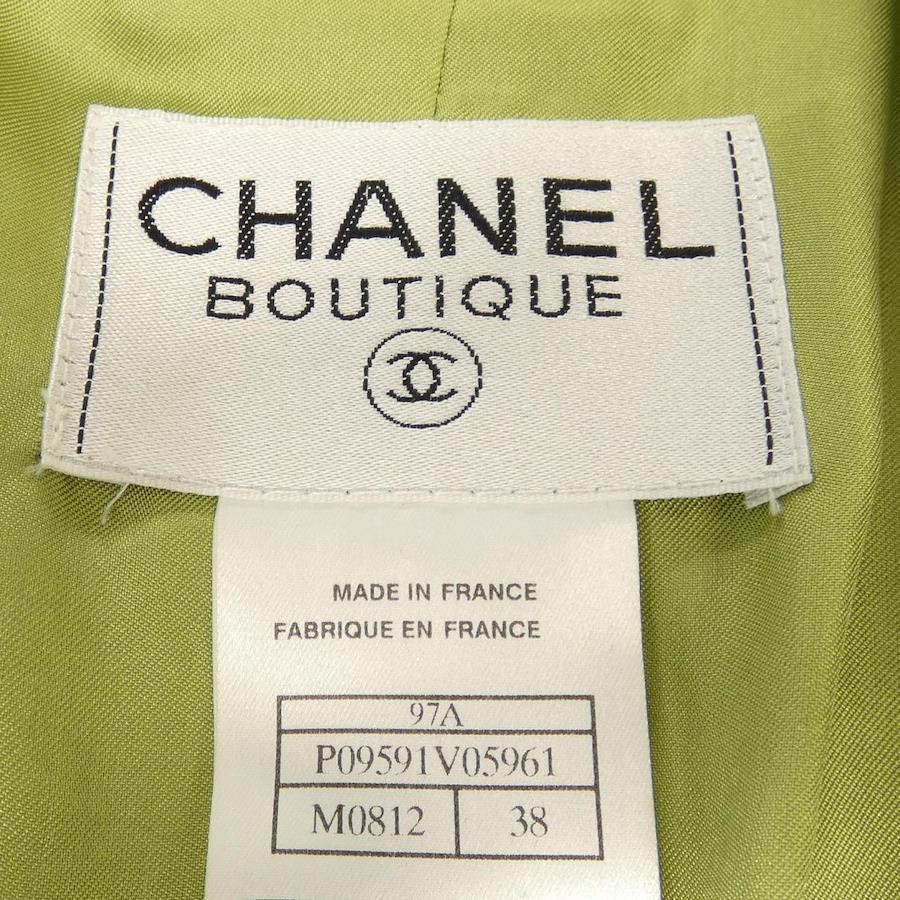 CHANEL
BOUTIQUE
MADE IN FRANCE
FABRIQUE EN FRANCE
97A
P09591V05961
M0812 38